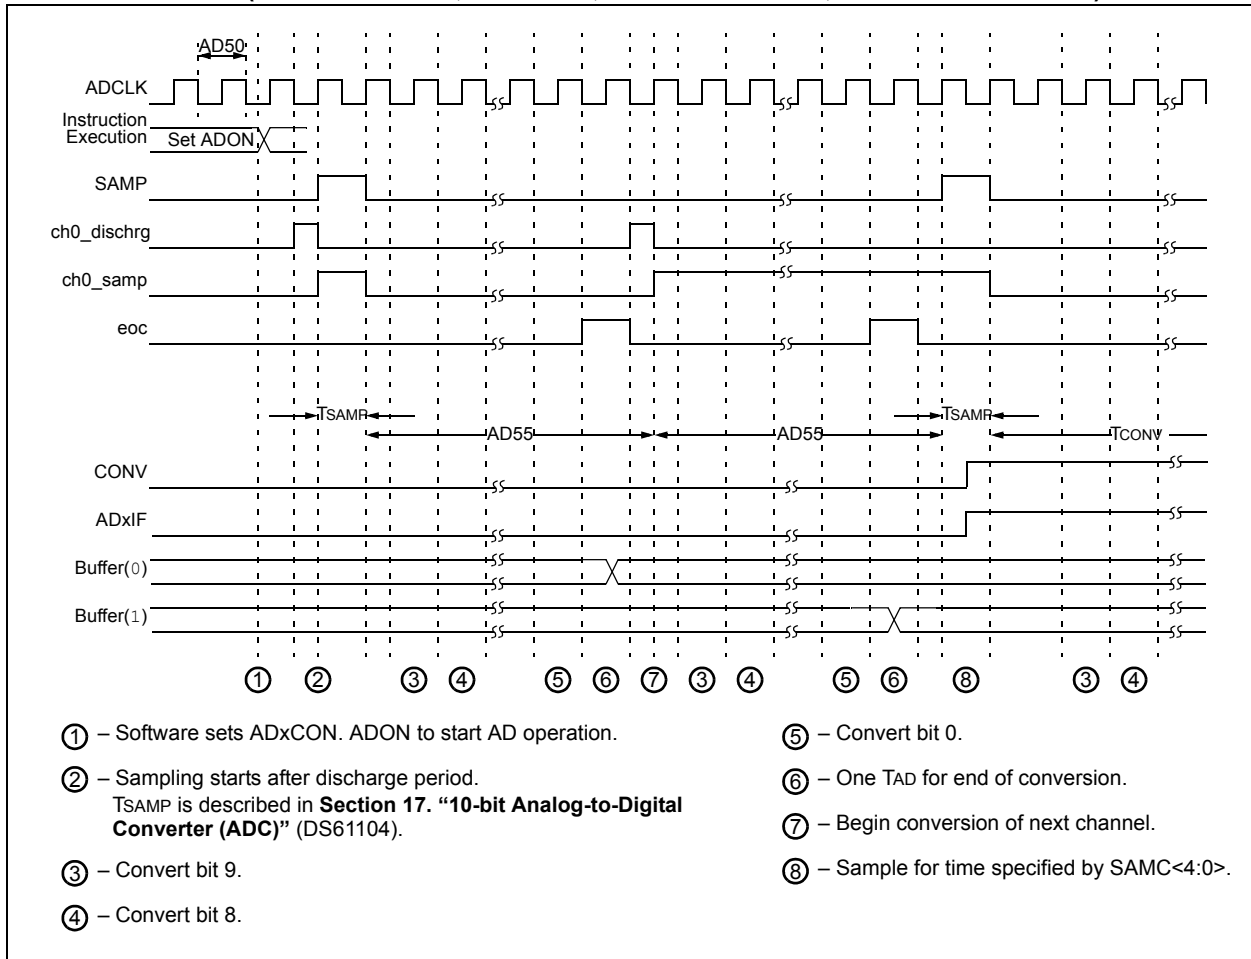 AD50
ADCLK
Instruction
Execution
Set ADON
SAMP
ch0_dischrg
ch0_samp
eoc
TSAMP
TSAMP
AD55
AD55
TCONV
CONV
ADxIF
Buffer(0)
Buffer(1)
1 2 3 4 5 6 7 3 4 5 6 8 3 4
1 – Software sets ADxCON. ADON to start AD operation.
2 – Sampling starts after discharge period.
TSAMP is described in Section 17. “10-bit Analog-to-Digital
Converter (ADC)” (DS61104).
3 – Convert bit 9.
4 – Convert bit 8.
5 – Convert bit 0.
6 – One TAD for end of conversion.
7 – Begin conversion of next channel.
8 – Sample for time specified by SAMC<4:0>.